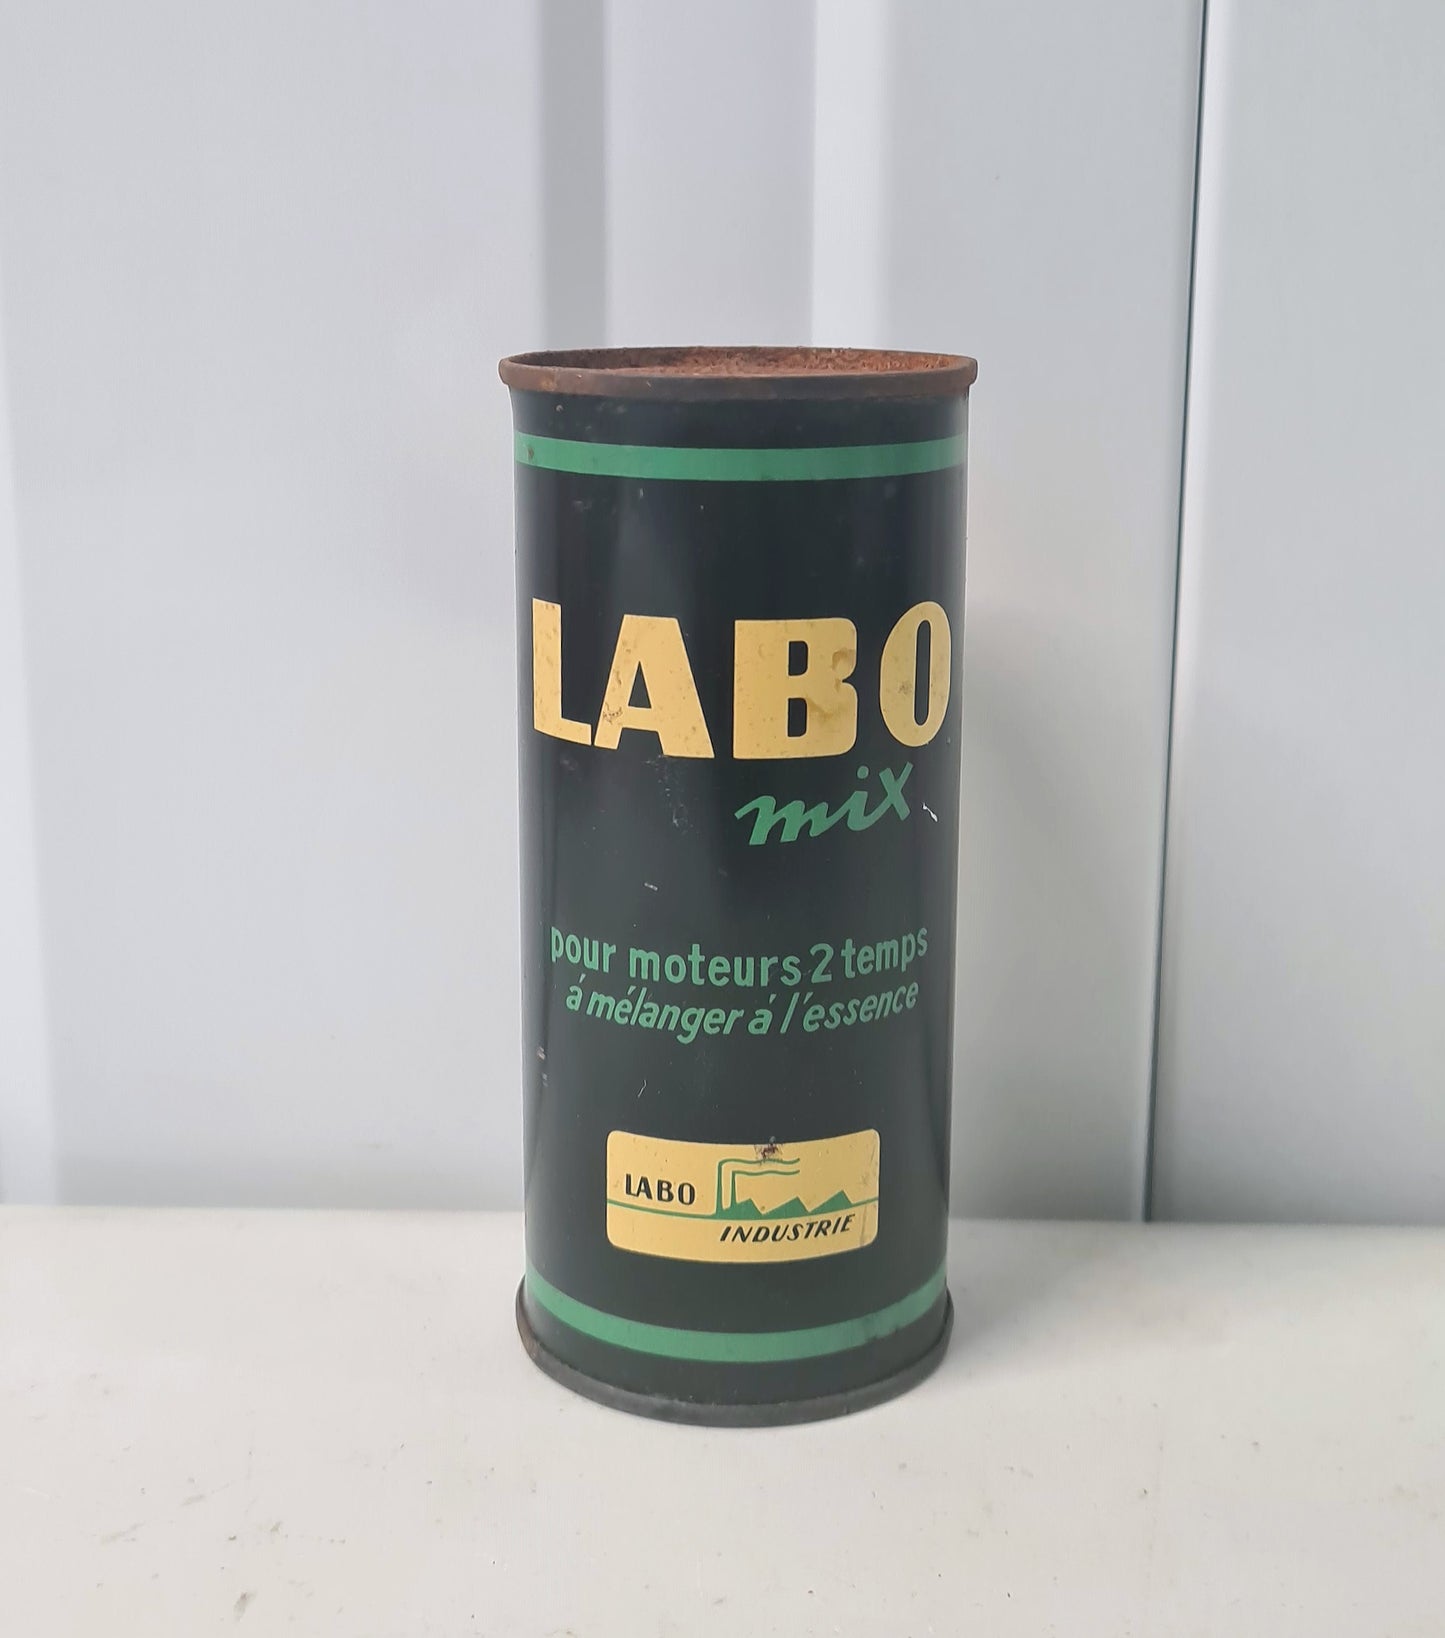 LABO
mix
pour moteurs 2 temps
á mélanger á l'essence
LABO
INDUSTRIE